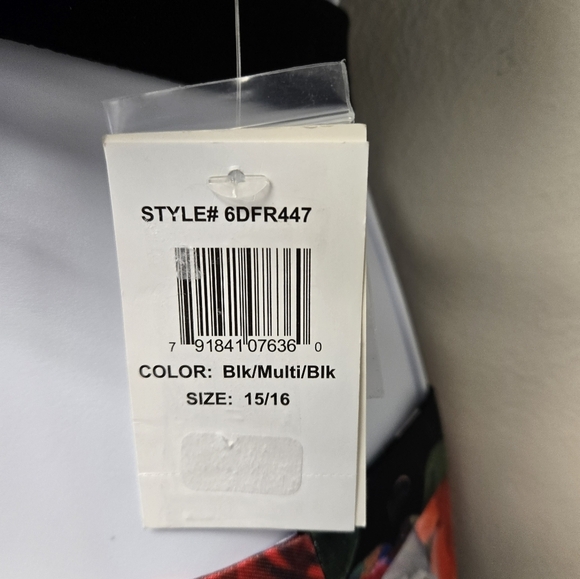 STYLE# 6DFR447
7 91841 07636 0
COLOR: Blk/Multi/Blk
SIZE: 15/16